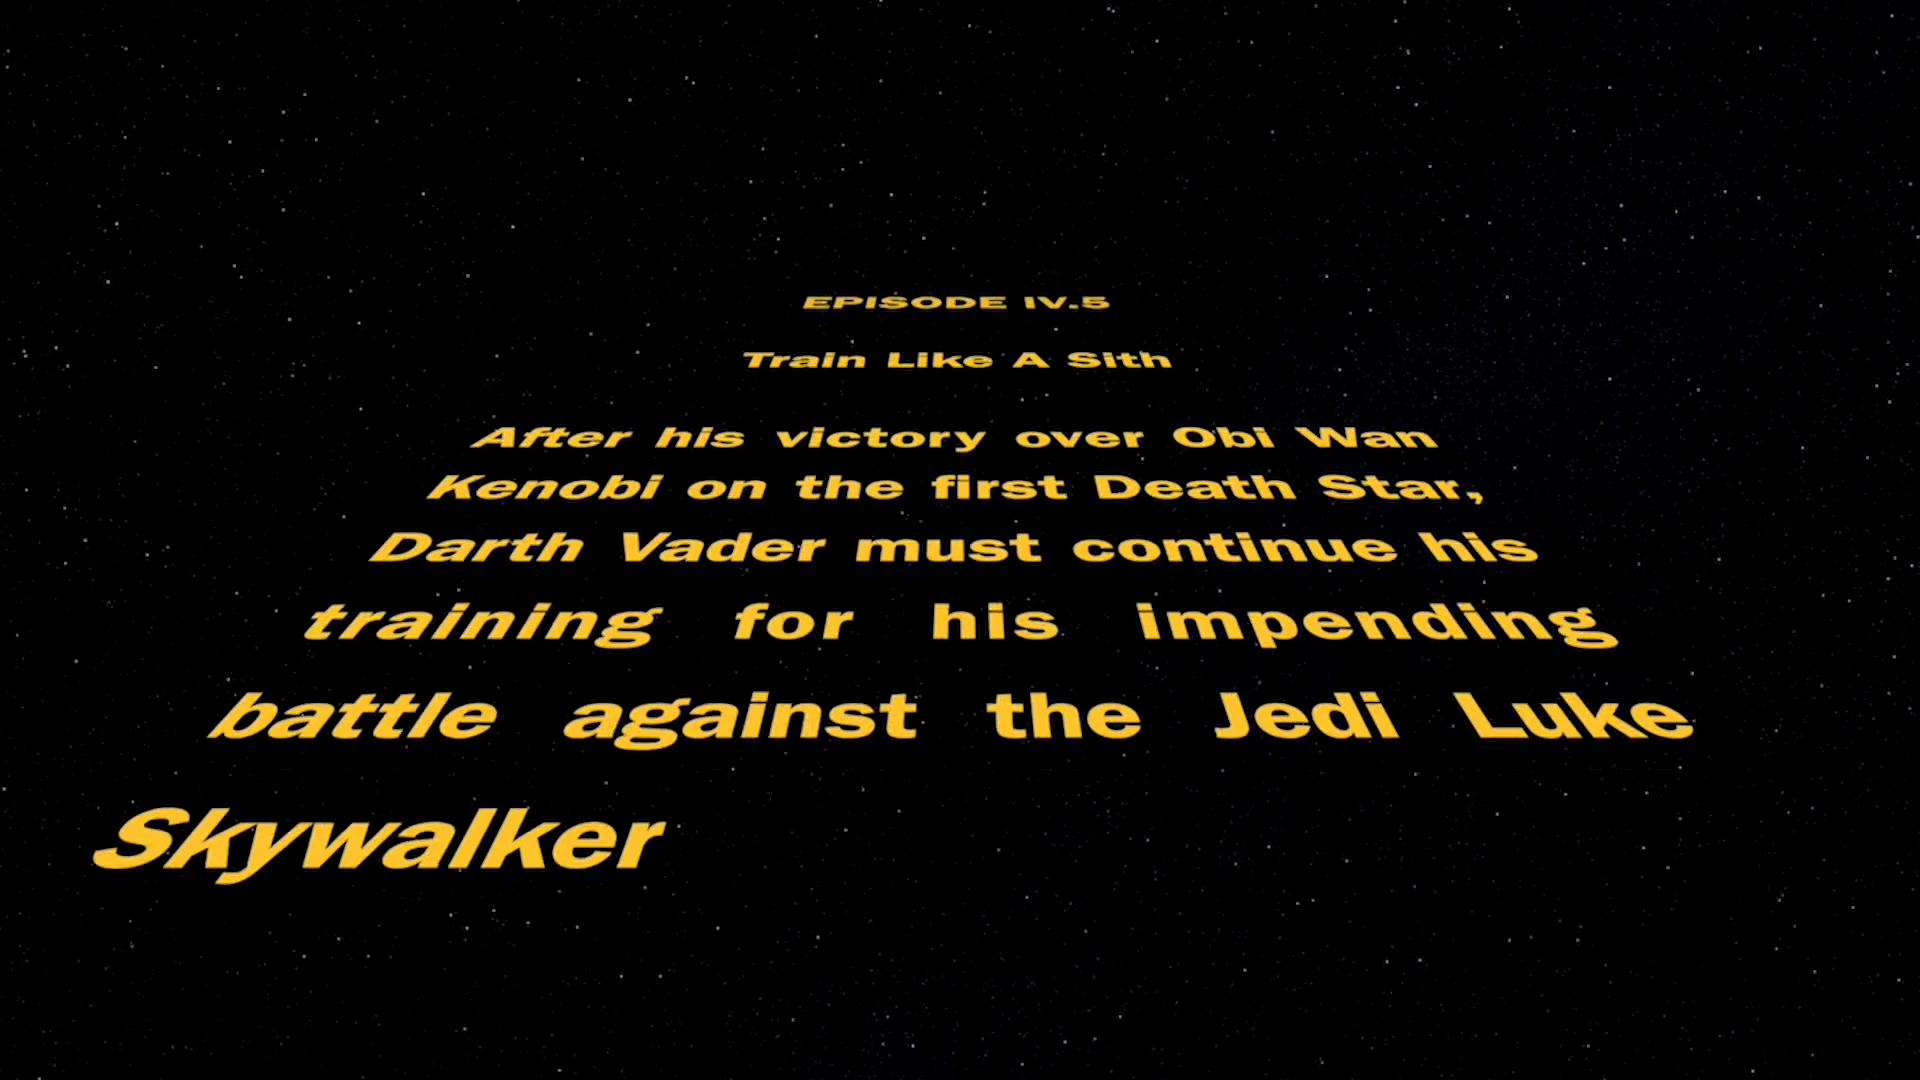 EPISODE IV.5
Train Like A Sith
After his victory over Obi Wan
Kenobi on the first Death Star,
Darth Vader must continue his
training for his impending
battle against the Jedi Luke
Skywalker